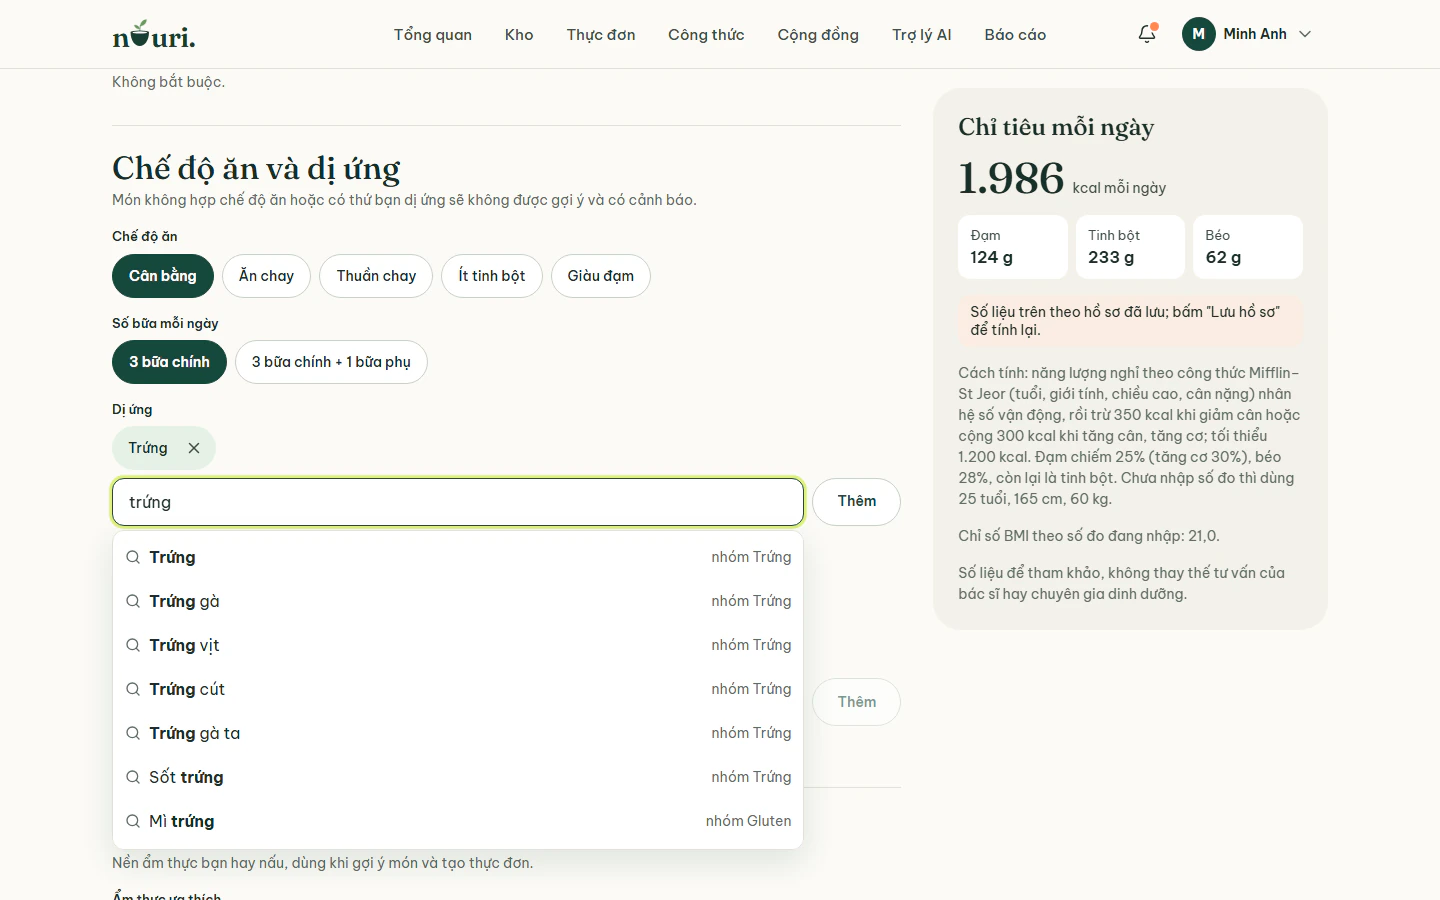 nouri.
Tổng quan
Kho
Thực đơn
Công thức
Cộng đồng
Trợ lý AI
Báo cáo
M
Minh Anh
Không bắt buộc.
Chế độ ăn và dị ứng
Món không hợp chế độ ăn hoặc có thứ bạn dị ứng sẽ không được gợi ý và có cảnh báo.
Chế độ ăn
Cân bằng
Ăn chay
Thuần chay
Ít tinh bột
Giàu đạm
Số bữa mỗi ngày
3 bữa chính
3 bữa chính + 1 bữa phụ
Dị ứng
Trứng
trứng
Thêm
Trứng nhóm Trứng
Trứng gà nhóm Trứng
Trứng vịt nhóm Trứng
Trứng cút nhóm Trứng
Trứng gà ta nhóm Trứng
Sốt trứng nhóm Trứng
Mì trứng nhóm Gluten
Thêm
Nền ẩm thực bạn hay nấu, dùng khi gợi ý món và tạo thực đơn.
Ẩm thực ưa thích
Chỉ tiêu mỗi ngày
1.986 kcal mỗi ngày
Đạm
124 g
Tinh bột
233 g
Béo
62 g
Số liệu trên theo hồ sơ đã lưu; bấm "Lưu hồ sơ"
để tính lại.
Cách tính: năng lượng nghỉ theo công thức Mifflin–
St Jeor (tuổi, giới tính, chiều cao, cân nặng) nhân
hệ số vận động, rồi trừ 350 kcal khi giảm cân hoặc
cộng 300 kcal khi tăng cân, tăng cơ; tối thiểu
1.200 kcal. Đạm chiếm 25% (tăng cơ 30%), béo
28%, còn lại là tinh bột. Chưa nhập số đo thì dùng
25 tuổi, 165 cm, 60 kg.
Chỉ số BMI theo số đo đang nhập: 21,0.
Số liệu để tham khảo, không thay thế tư vấn của
bác sĩ hay chuyên gia dinh dưỡng.